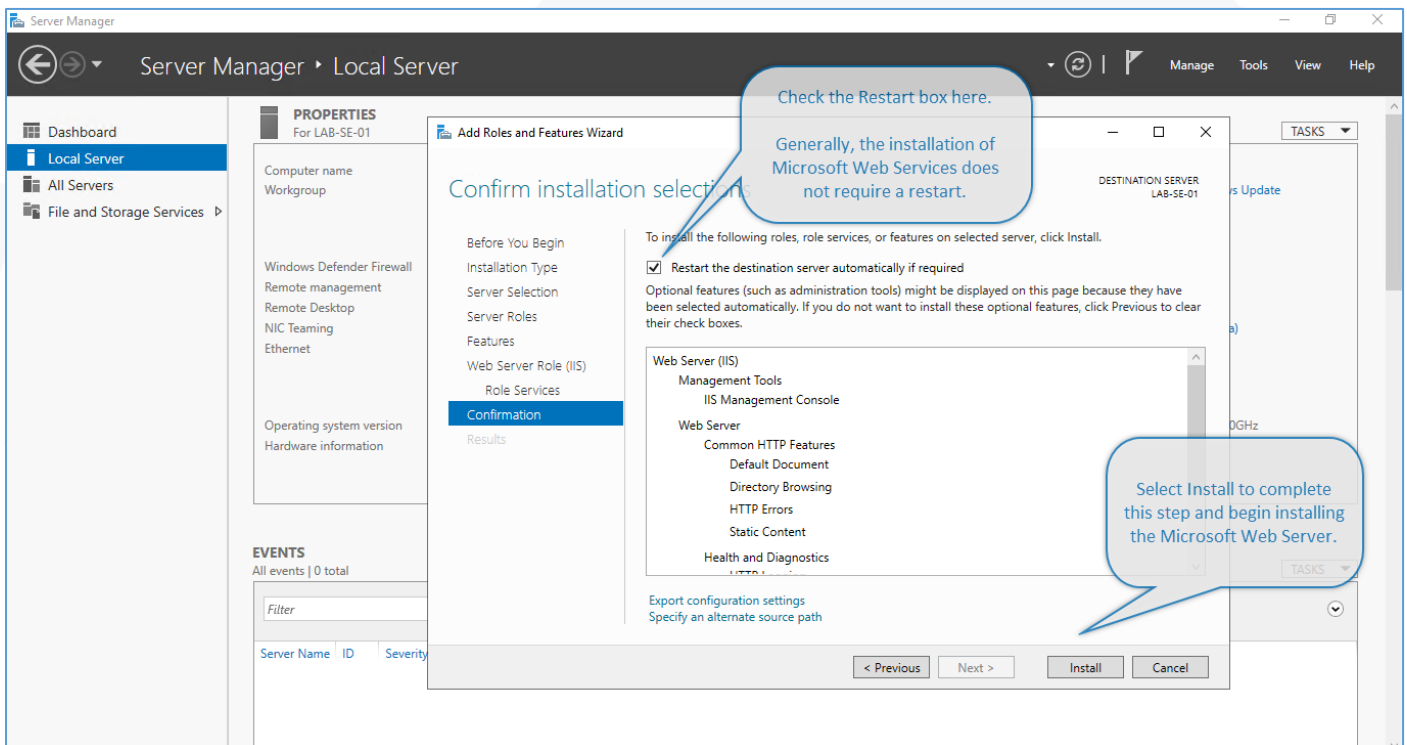 Server Manager
Server Manager • Local Server
Manage Tools View Help
Dashboard
Local Server
All Servers
File and Storage Services
PROPERTIES
For LAB-SE-01
TASKS
Computer name
Workgroup
Windows Defender Firewall
Remote management
Remote Desktop
NIC Teaming
Ethernet
Operating system version
Hardware information
s Update
a)
0GHz
EVENTS
All events | 0 total
TASKS
Filter
Server Name ID Severity
Add Roles and Features Wizard
Confirm installation selections
DESTINATION SERVER
LAB-SE-01
Before You Begin
Installation Type
Server Selection
Server Roles
Features
Web Server Role (IIS)
Role Services
Confirmation
Results
To install the following roles, role services, or features on selected server, click Install.
Restart the destination server automatically if required
Optional features (such as administration tools) might be displayed on this page because they have
been selected automatically. If you do not want to install these optional features, click Previous to clear
their check boxes.
Web Server (IIS)
Management Tools
IIS Management Console
Web Server
Common HTTP Features
Default Document
Directory Browsing
HTTP Errors
Static Content
Health and Diagnostics
Export configuration settings
Specify an alternate source path
< Previous Next > Install Cancel
Check the Restart box here.
Generally, the installation of
Microsoft Web Services does
not require a restart.
Select Install to complete
this step and begin installing
the Microsoft Web Server.